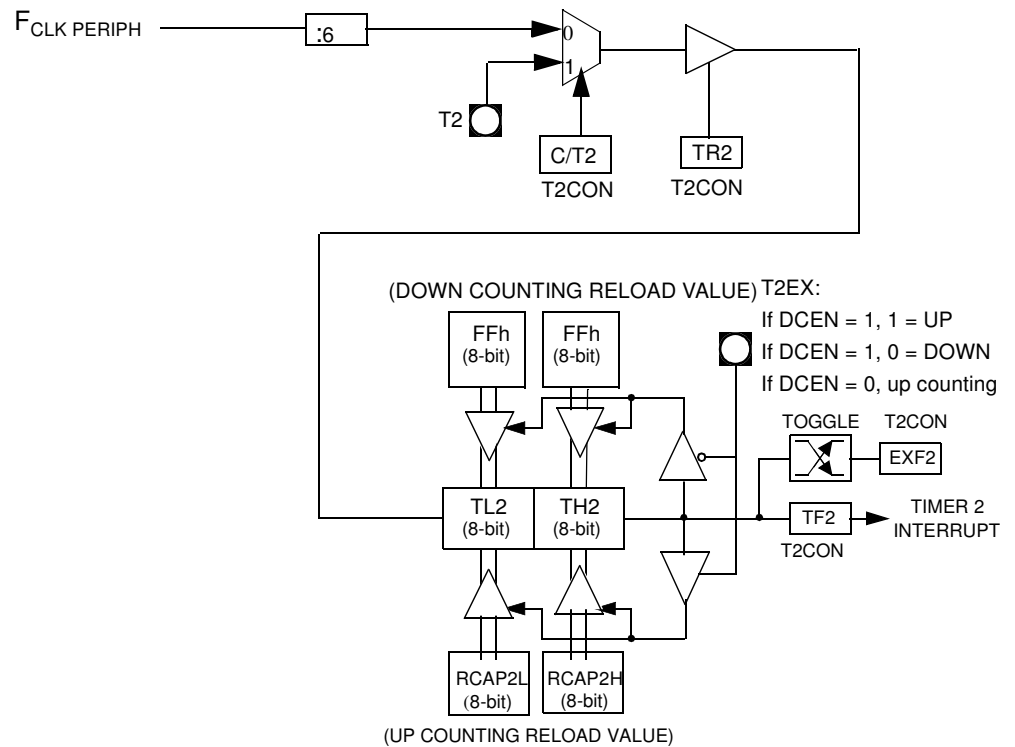 FCLK PERIPH
:6
0
1
T2
C/T2
TR2
T2CON
T2CON
(DOWN COUNTING RELOAD VALUE)
T2EX:
If DCEN = 1, 1 = UP
If DCEN = 1, 0 = DOWN
If DCEN = 0, up counting
FFh
(8-bit)
FFh
(8-bit)
TOGGLE
T2CON
EXF2
TL2
(8-bit)
TH2
(8-bit)
TF2
T2CON
TIMER 2
INTERRUPT
RCAP2L
(8-bit)
RCAP2H
(8-bit)
(UP COUNTING RELOAD VALUE)